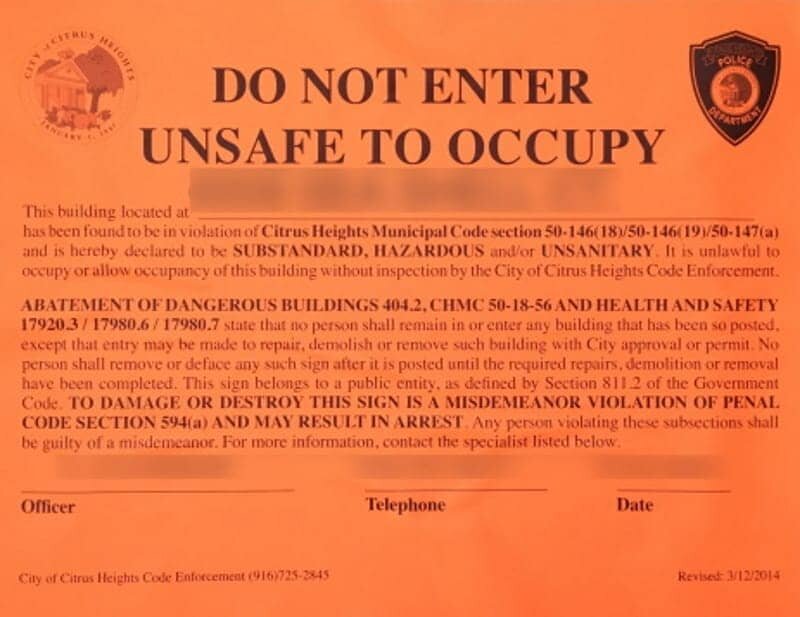 CITY of CITRUS HEIGHTS
JANUARY 1, 1997
POLICE
DEPARTMENT
DO NOT ENTER
UNSAFE TO OCCUPY
This building located at
has been found to be in violation of Citrus Heights Municipal Code section 50-146(18)/50-146(19)/50-147(a)
and is hereby declared to be SUBSTANDARD, HAZARDOUS and/or UNSANITARY. It is unlawful to
occupy or allow occupancy of this building without inspection by the City of Citrus Heights Code Enforcement.
ABATEMENT OF DANGEROUS BUILDINGS 404.2, CHMC 50-18-56 AND HEALTH AND SAFETY
17920.3 / 17980.6 / 17980.7 state that no person shall remain in or enter any building that has been so posted,
except that entry may be made to repair, demolish or remove such building with City approval or permit. No
person shall remove or deface any such sign after it is posted until the required repairs, demolition or removal
have been completed. This sign belongs to a public entity, as defined by Section 811.2 of the Government
Code. TO DAMAGE OR DESTROY THIS SIGN IS A MISDEMEANOR VIOLATION OF PENAL
CODE SECTION 594(a) AND MAY RESULT IN ARREST. Any person violating these subsections shall
be guilty of a misdemeanor. For more information, contact the specialist listed below.
Officer Telephone Date
City of Citrus Heights Code Enforcement (916)725-2845 Revised: 3/12/2014